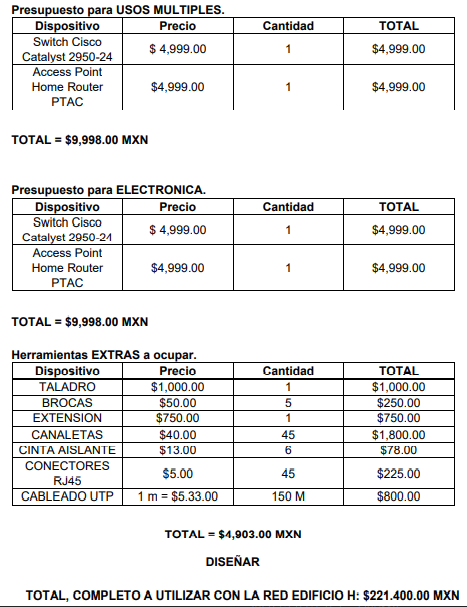 Presupuesto para USOS MULTIPLES.
Dispositivo Precio Cantidad TOTAL
Switch Cisco
Catalyst 2950-24 $ 4,999.00 1 $4,999.00
Access Point
Home Router
PTAC $4,999.00 1 $4,999.00
TOTAL = $9,998.00 MXN
Presupuesto para ELECTRONICA.
Dispositivo Precio Cantidad TOTAL
Switch Cisco
Catalyst 2950-24 $ 4,999.00 1 $4,999.00
Access Point
Home Router
PTAC $4,999.00 1 $4,999.00
TOTAL = $9,998.00 MXN
Herramientas EXTRAS a ocupar.
Dispositivo Precio Cantidad TOTAL
TALADRO $1,000.00 1 $1,000.00
BROCAS $50.00 5 $250.00
EXTENSION $750.00 1 $750.00
CANALETAS $40.00 45 $1,800.00
CINTA AISLANTE $13.00 6 $78.00
CONECTORES
RJ45 $5.00 45 $225.00
CABLEADO UTP 1 m = $5.33.00 150 M $800.00
TOTAL = $4,903.00 MXN
DISEÑAR
TOTAL, COMPLETO A UTILIZAR CON LA RED EDIFICIO H: $221.400.00 MXN